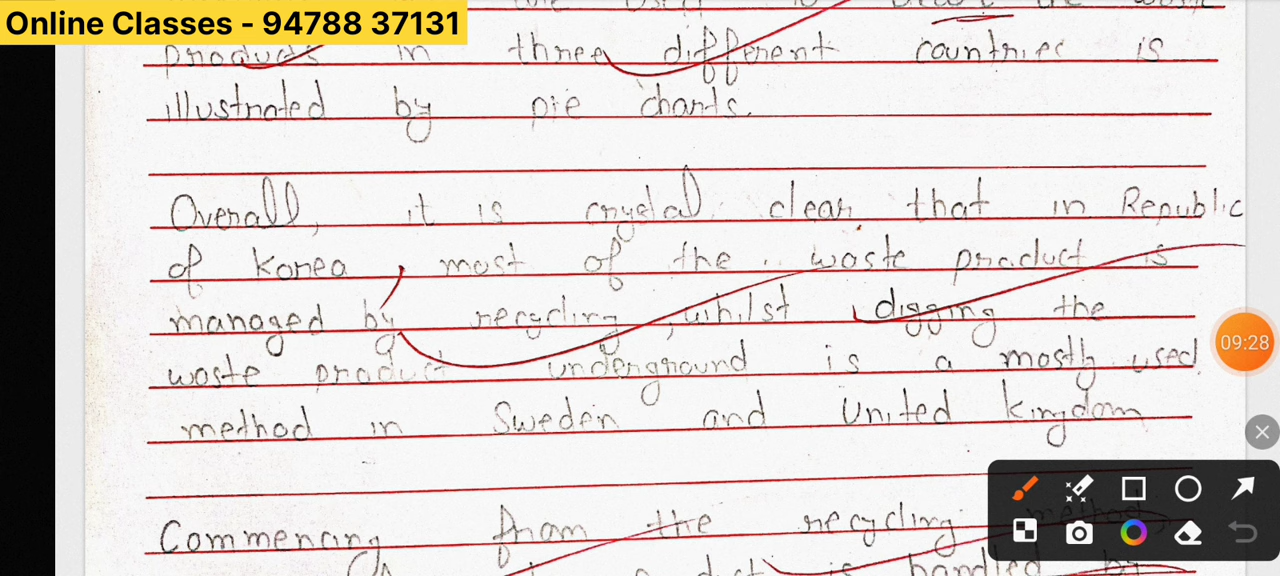 Online Classes - 94788 37131
products in three different countries is
illustrated by pie charts.
Overall, it is crystal clear that in Republic
of Korea, most of the waste product is
managed by recycling, whilst digging the
waste product underground is a mostly used
method in Sweden and United kingdom
09:28
Commencing from the recycling method,
handled by